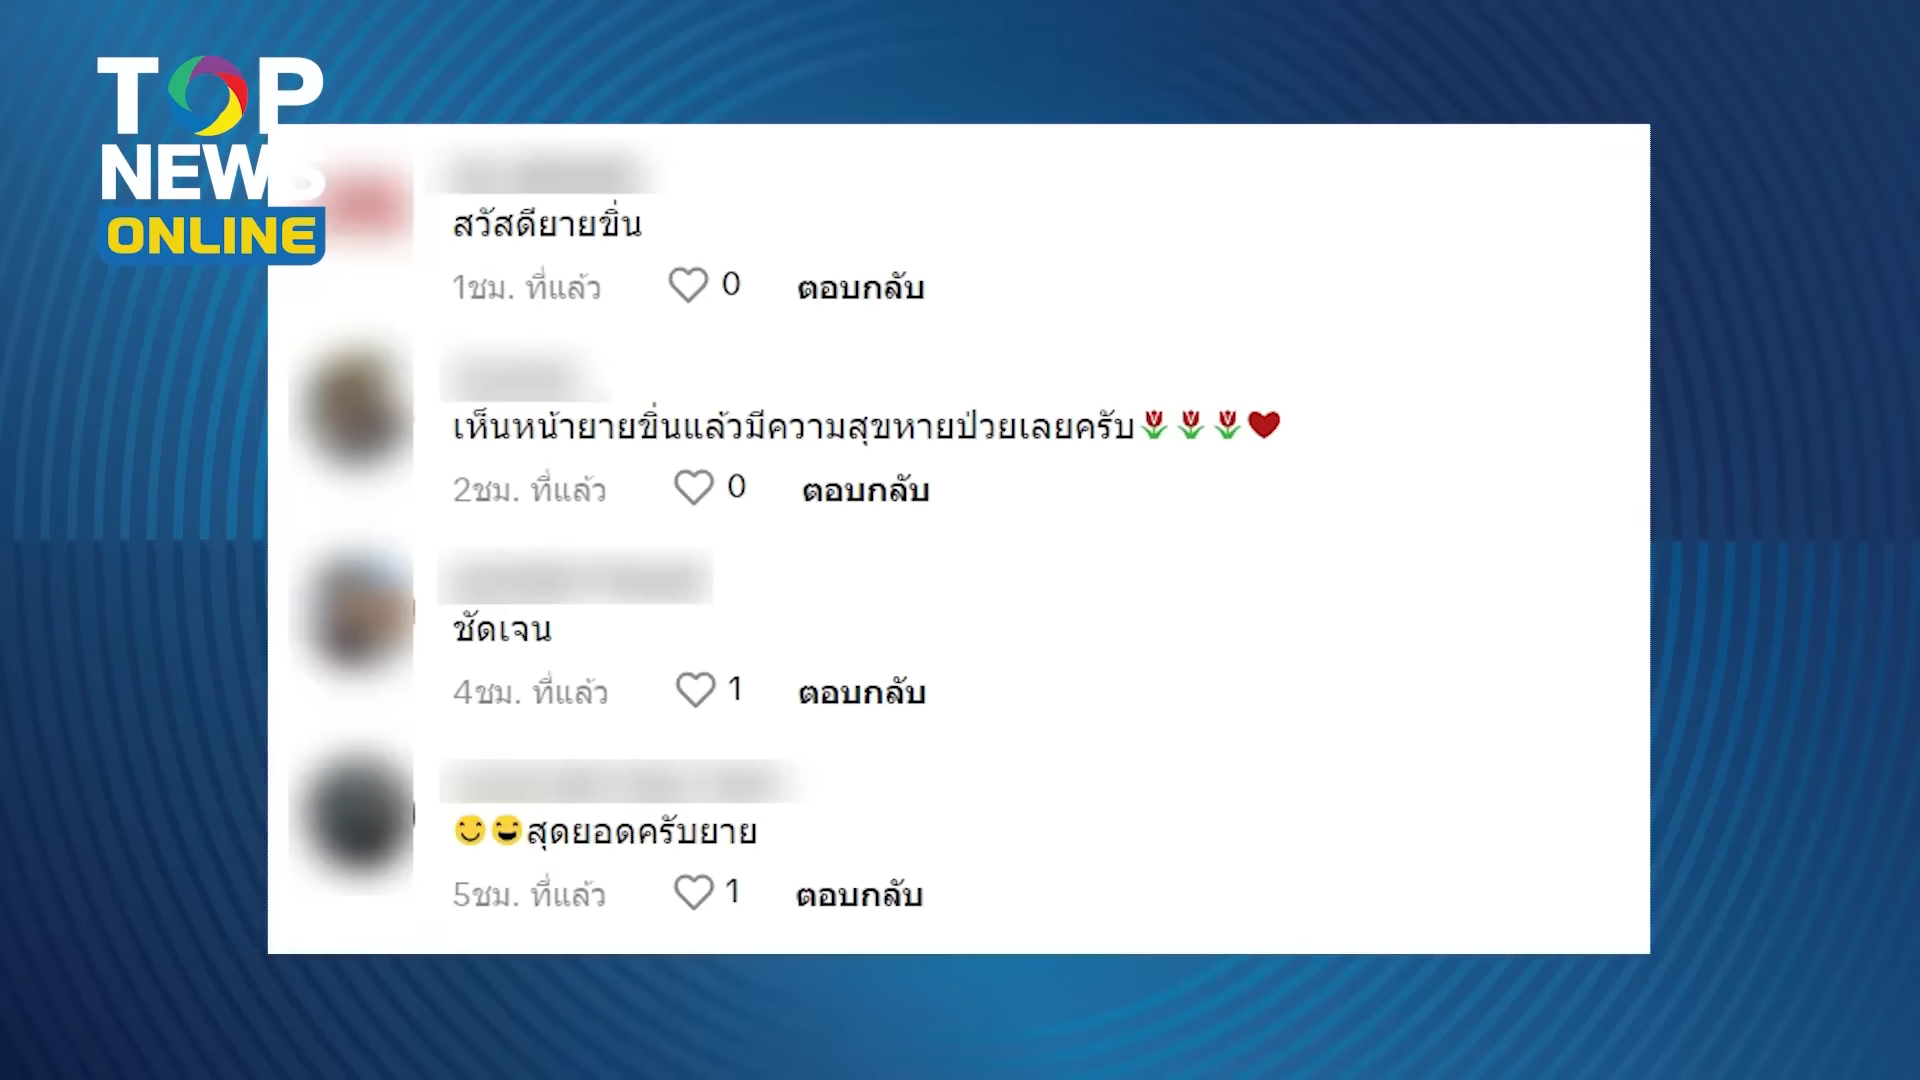 TOP
NEWS
ONLINE
สวัสดียายขิ่น
1ชม. ที่แล้ว 0 ตอบกลับ
เห็นหน้ายายขิ่นแล้วมีความสุขหายป่วยเลยครับ🌷🌷🌷❤️
2ชม. ที่แล้ว 0 ตอบกลับ
ชัดเจน
4ชม. ที่แล้ว 1 ตอบกลับ
😊😄สุดยอดครับยาย
5ชม. ที่แล้ว 1 ตอบกลับ